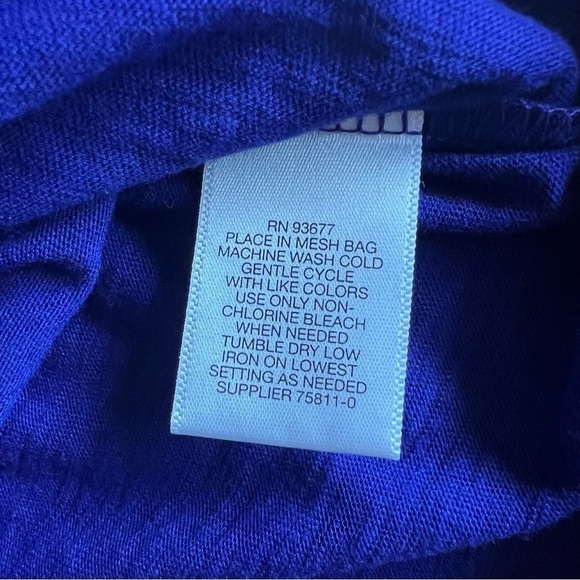 RN 93677
PLACE IN MESH BAG
MACHINE WASH COLD
GENTLE CYCLE
WITH LIKE COLORS
USE ONLY NON-
CHLORINE BLEACH
WHEN NEEDED
TUMBLE DRY LOW
IRON ON LOWEST
SETTING AS NEEDED
SUPPLIER 75811-0